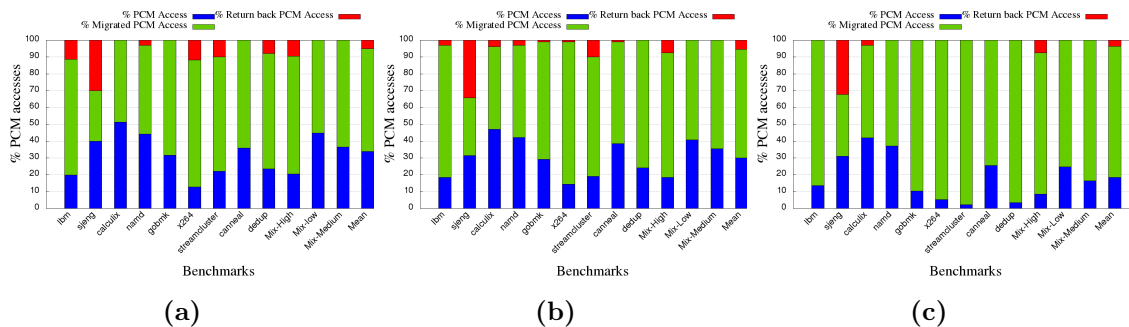 % PCM Access % Return back PCM Access
% Migrated PCM Access
100
90
80
70
60
50
40
30
20
10
0
% PCM accesses
lbm
sjeng
calculix
namd
gobmk
x264
streamcluster
canneal
dedup
Mix-High
Mix-low
Mix-Medium
Mean
Benchmarks
(a)
% PCM Access % Return back PCM Access
% Migrated PCM Access
100
90
80
70
60
50
40
30
20
10
0
% PCM accesses
lbm
sjeng
calculix
namd
gobmk
x264
streamcluster
canneal
dedup
Mix-High
Mix-Low
Mix-Medium
Mean
Benchmarks
(b)
% PCM Access % Return back PCM Access
% Migrated PCM Access
100
90
80
70
60
50
40
30
20
10
0
% PCM accesses
lbm
sjeng
calculix
namd
gobmk
x264
streamcluster
canneal
dedup
Mix-High
Mix-Low
Mix-Medium
Mean
Benchmarks
(c)